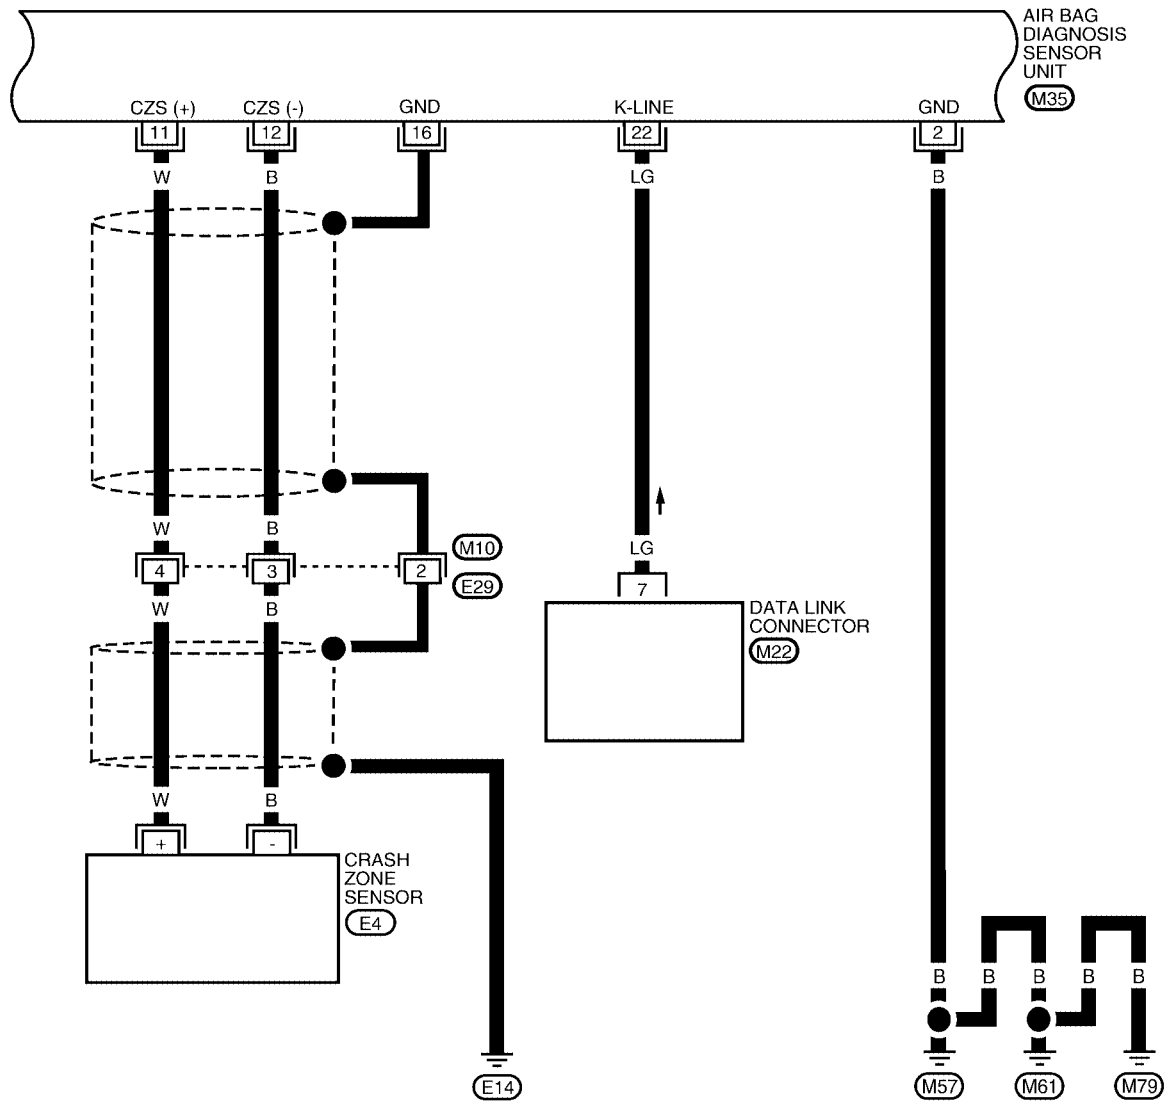 AIR BAG
DIAGNOSIS
SENSOR
UNIT
M35
CZS (+) CZS (-) GND K-LINE GND
11 12 16 22 2
W B LG B
W B LG
M10
4 3 2
E29
7
W B
DATA LINK
CONNECTOR
M22
W B
+ -
CRASH
ZONE
SENSOR
E4
B B B B B
E14 M57 M61 M79